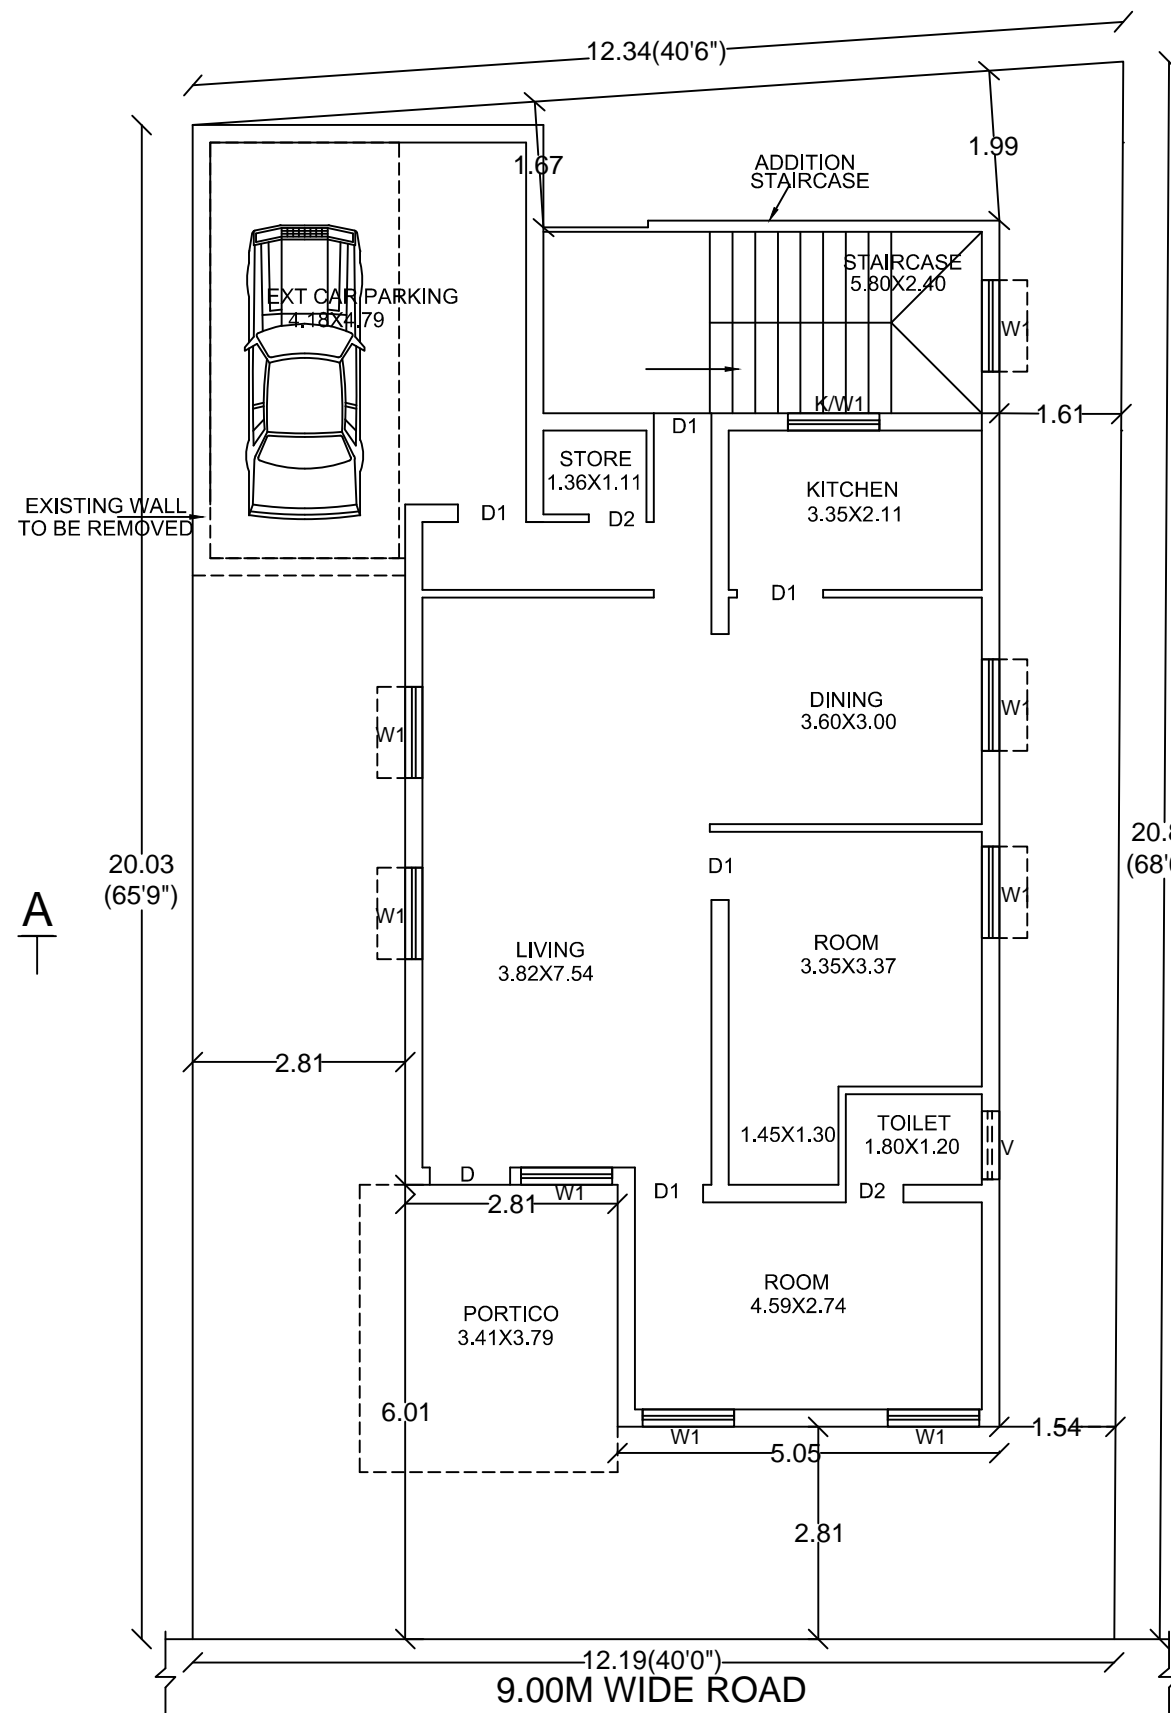 12.34(40'6")
1.67
1.99
ADDITION
STAIRCASE
STAIRCASE
5.80X2.40
EXT CAR PARKING
4.18X4.79
W1
K/W1
1.61
D1
STORE
1.36X1.11
KITCHEN
3.35X2.11
EXISTING WALL
TO BE REMOVED
D1
D2
D1
DINING
3.60X3.00
W1
W1
20.03
(65'9")
20.8
(68'
D1
W1
A
W1
LIVING
3.82X7.54
ROOM
3.35X3.37
2.81
1.45X1.30
TOILET
1.80X1.20
V
D
W1
2.81
D1
D2
ROOM
4.59X2.74
PORTICO
3.41X3.79
6.01
W1
W1
1.54
5.05
2.81
12.19(40'0")
9.00M WIDE ROAD